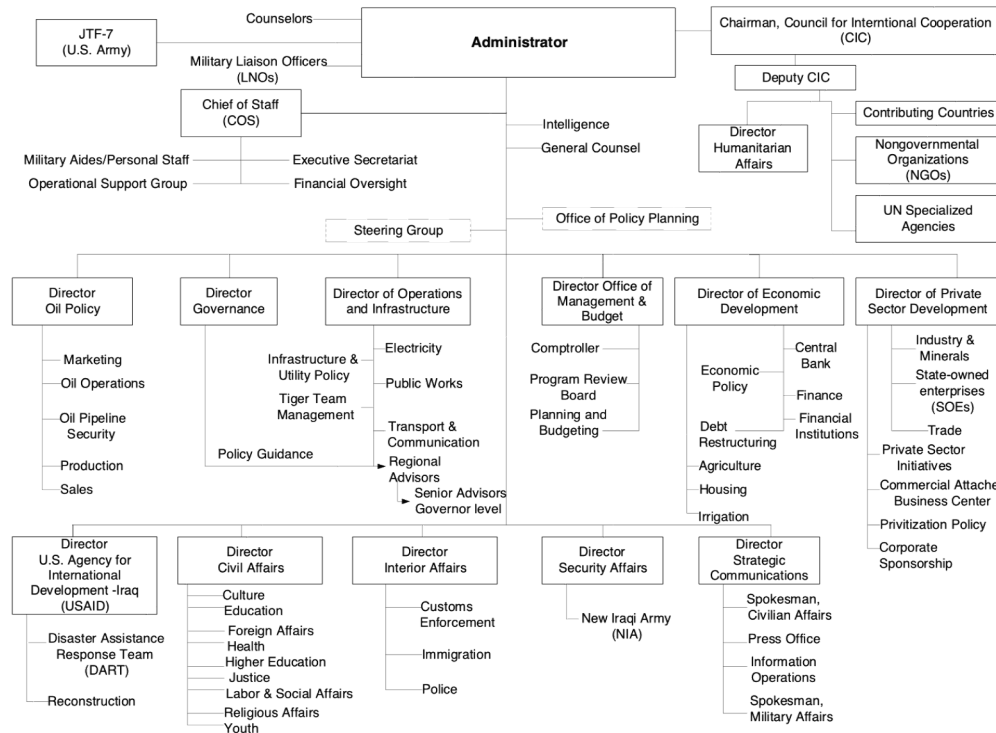 Counselors
JTF-7
(U.S. Army)
Administrator
Chairman, Council for Intentional Cooperation
(CIC)
Military Liaison Officers
(LNOs)
Deputy CIC
Chief of Staff
(COS)
Contributing Countries
Intelligence
General Counsel
Director
Humanitarian
Affairs
Nongovernmental
Organizations
(NGOs)
Military Aides/Personal Staff
Executive Secretariat
Operational Support Group
Financial Oversight
UN Specialized
Agencies
Office of Policy Planning
Steering Group
Director
Oil Policy
Director
Governance
Director of Operations
and Infrastructure
Director Office of
Management &
Budget
Director of Economic
Development
Director of Private
Sector Development
Marketing
Oil Operations
Oil Pipeline
Security
Production
Sales
Policy Guidance
Infrastructure &
Utility Policy
Tiger Team
Management
Electricity
Public Works
Transport &
Communication
Regional
Advisors
Senior Advisors
Governor level
Comptroller
Program Review
Board
Planning and
Budgeting
Economic
Policy
Debt
Restructuring
Agriculture
Housing
Irrigation
Central
Bank
Finance
Financial
Institutions
Industry &
Minerals
State-owned
enterprises
(SOEs)
Trade
Private Sector
Initiatives
Commercial Attache
Business Center
Privitization Policy
Corporate
Sponsorship
Director
U.S. Agency for
International
Development -Iraq
(USAID)
Director
Civil Affairs
Director
Interior Affairs
Director
Security Affairs
Director
Strategic
Communications
Disaster Assistance
Response Team
(DART)
Reconstruction
Culture
Education
Foreign Affairs
Health
Higher Education
Justice
Labor & Social Affairs
Religious Affairs
Youth
Customs
Enforcement
Immigration
Police
New Iraqi Army
(NIA)
Spokesman,
Civilian Affairs
Press Office
Information
Operations
Spokesman,
Military Affairs